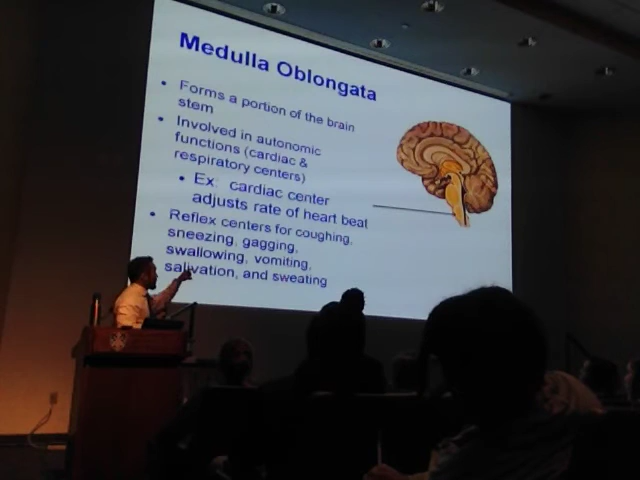 Medulla Oblongata
• Forms a portion of the brain
stem
• Involved in autonomic
functions (cardiac &
respiratory centers)
• Ex: cardiac center
adjusts rate of heart beat
• Reflex centers for coughing,
sneezing, gagging,
swallowing, vomiting,
salivation, and sweating